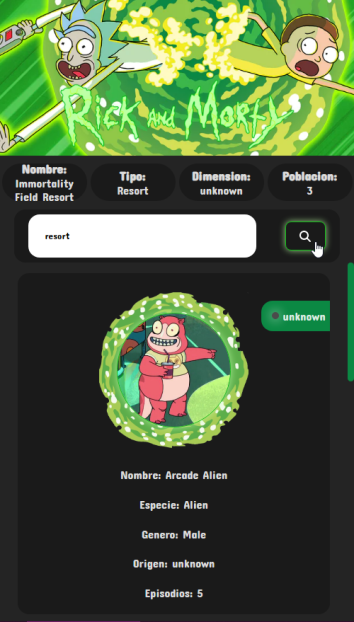 Rick AND Morty
Nombre:
Immortality
Field Resort
Tipo:
Resort
Dimension:
unknown
Poblacion:
3
resort
unknown
Nombre: Arcade Alien
Especie: Alien
Genero: Male
Origen: unknown
Episodios: 5